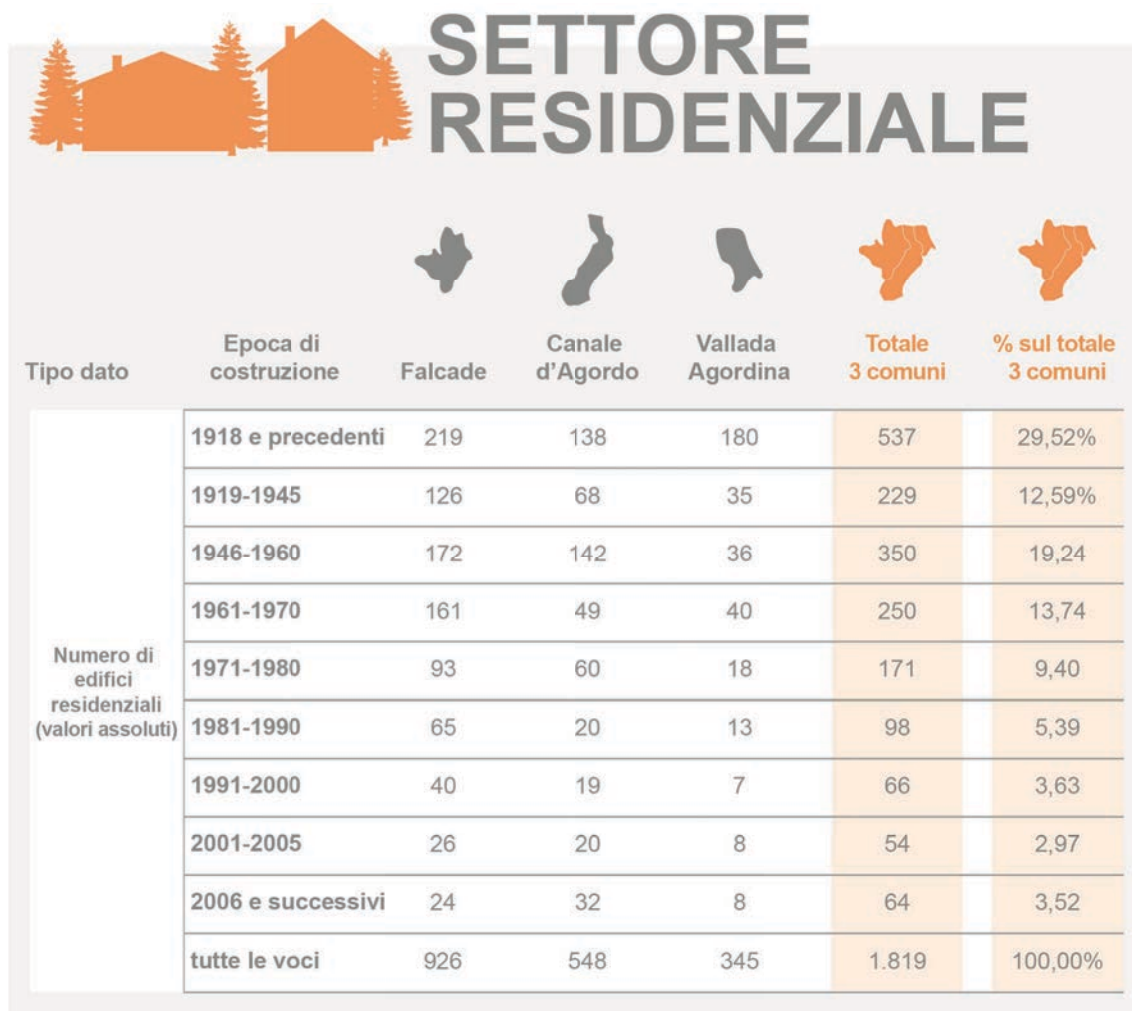 SETTORE
RESIDENZIALE
Tipo dato Epoca di costruzione Falcade Canale d'Agordo Vallada Agordina Totale 3 comuni % sul totale 3 comuni
Numero di edifici residenziali (valori assoluti)
1918 e precedenti 219 138 180 537 29,52%
1919-1945 126 68 35 229 12,59%
1946-1960 172 142 36 350 19,24
1961-1970 161 49 40 250 13,74
1971-1980 93 60 18 171 9,40
1981-1990 65 20 13 98 5,39
1991-2000 40 19 7 66 3,63
2001-2005 26 20 8 54 2,97
2006 e successivi 24 32 8 64 3,52
tutte le voci 926 548 345 1.819 100,00%